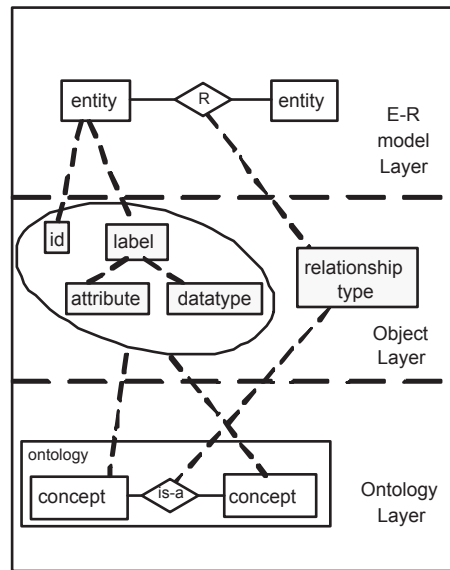 entity
R
entity
E-R
model
Layer
id
label
attribute
datatype
relationship
type
Object
Layer
ontology
concept
is-a
concept
Ontology
Layer